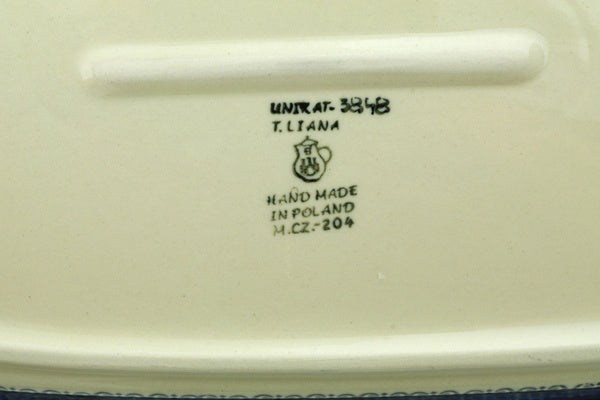 UNIKAT-3848
T. LIANA
HAND MADE
IN POLAND
M.CZ.-204